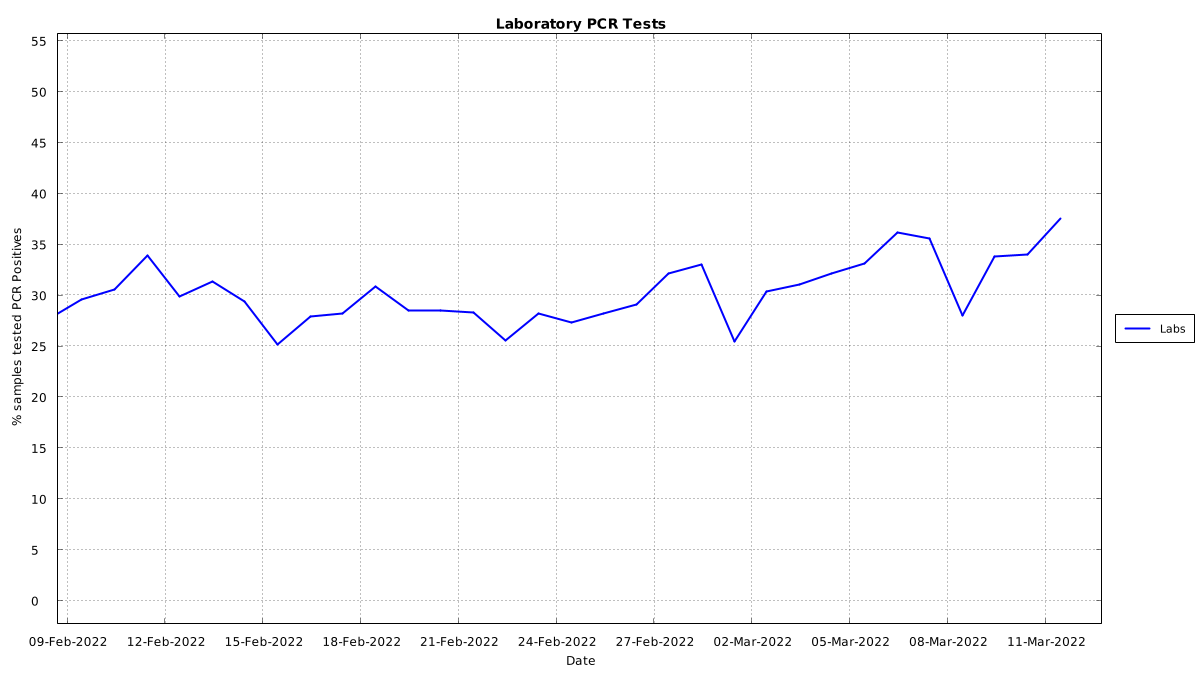 Laboratory PCR Tests
55
50
45
40
35
30
25
20
15
10
5
0
% samples tested PCR Positives
09-Feb-2022 12-Feb-2022 15-Feb-2022 18-Feb-2022 21-Feb-2022 24-Feb-2022 27-Feb-2022 02-Mar-2022 05-Mar-2022 08-Mar-2022 11-Mar-2022
Date
Labs